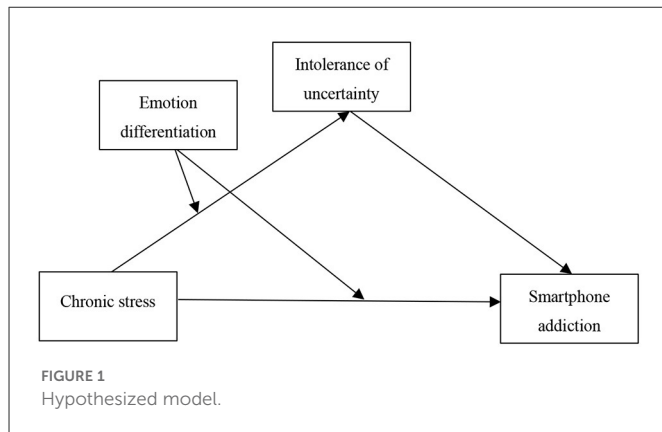 Intolerance of
uncertainty
Emotion
differentiation
Chronic stress
Smartphone
addiction
FIGURE 1
Hypothesized model.